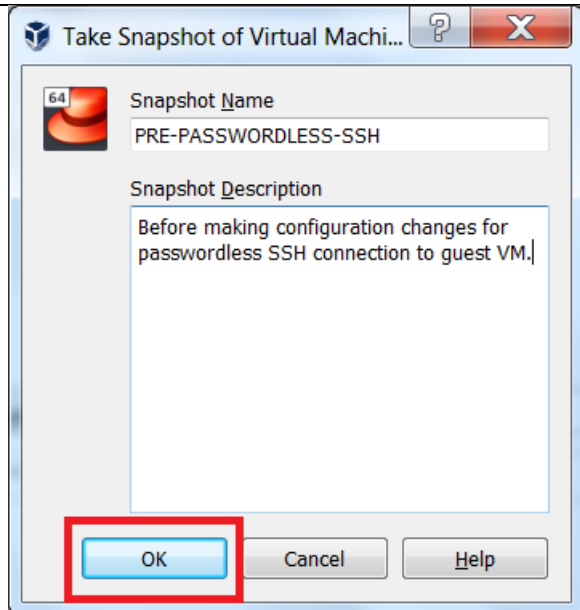 Take Snapshot of Virtual Machi...
64
Snapshot Name
PRE-PASSWORDLESS-SSH
Snapshot Description
Before making configuration changes for
passwordless SSH connection to guest VM.
OK Cancel Help